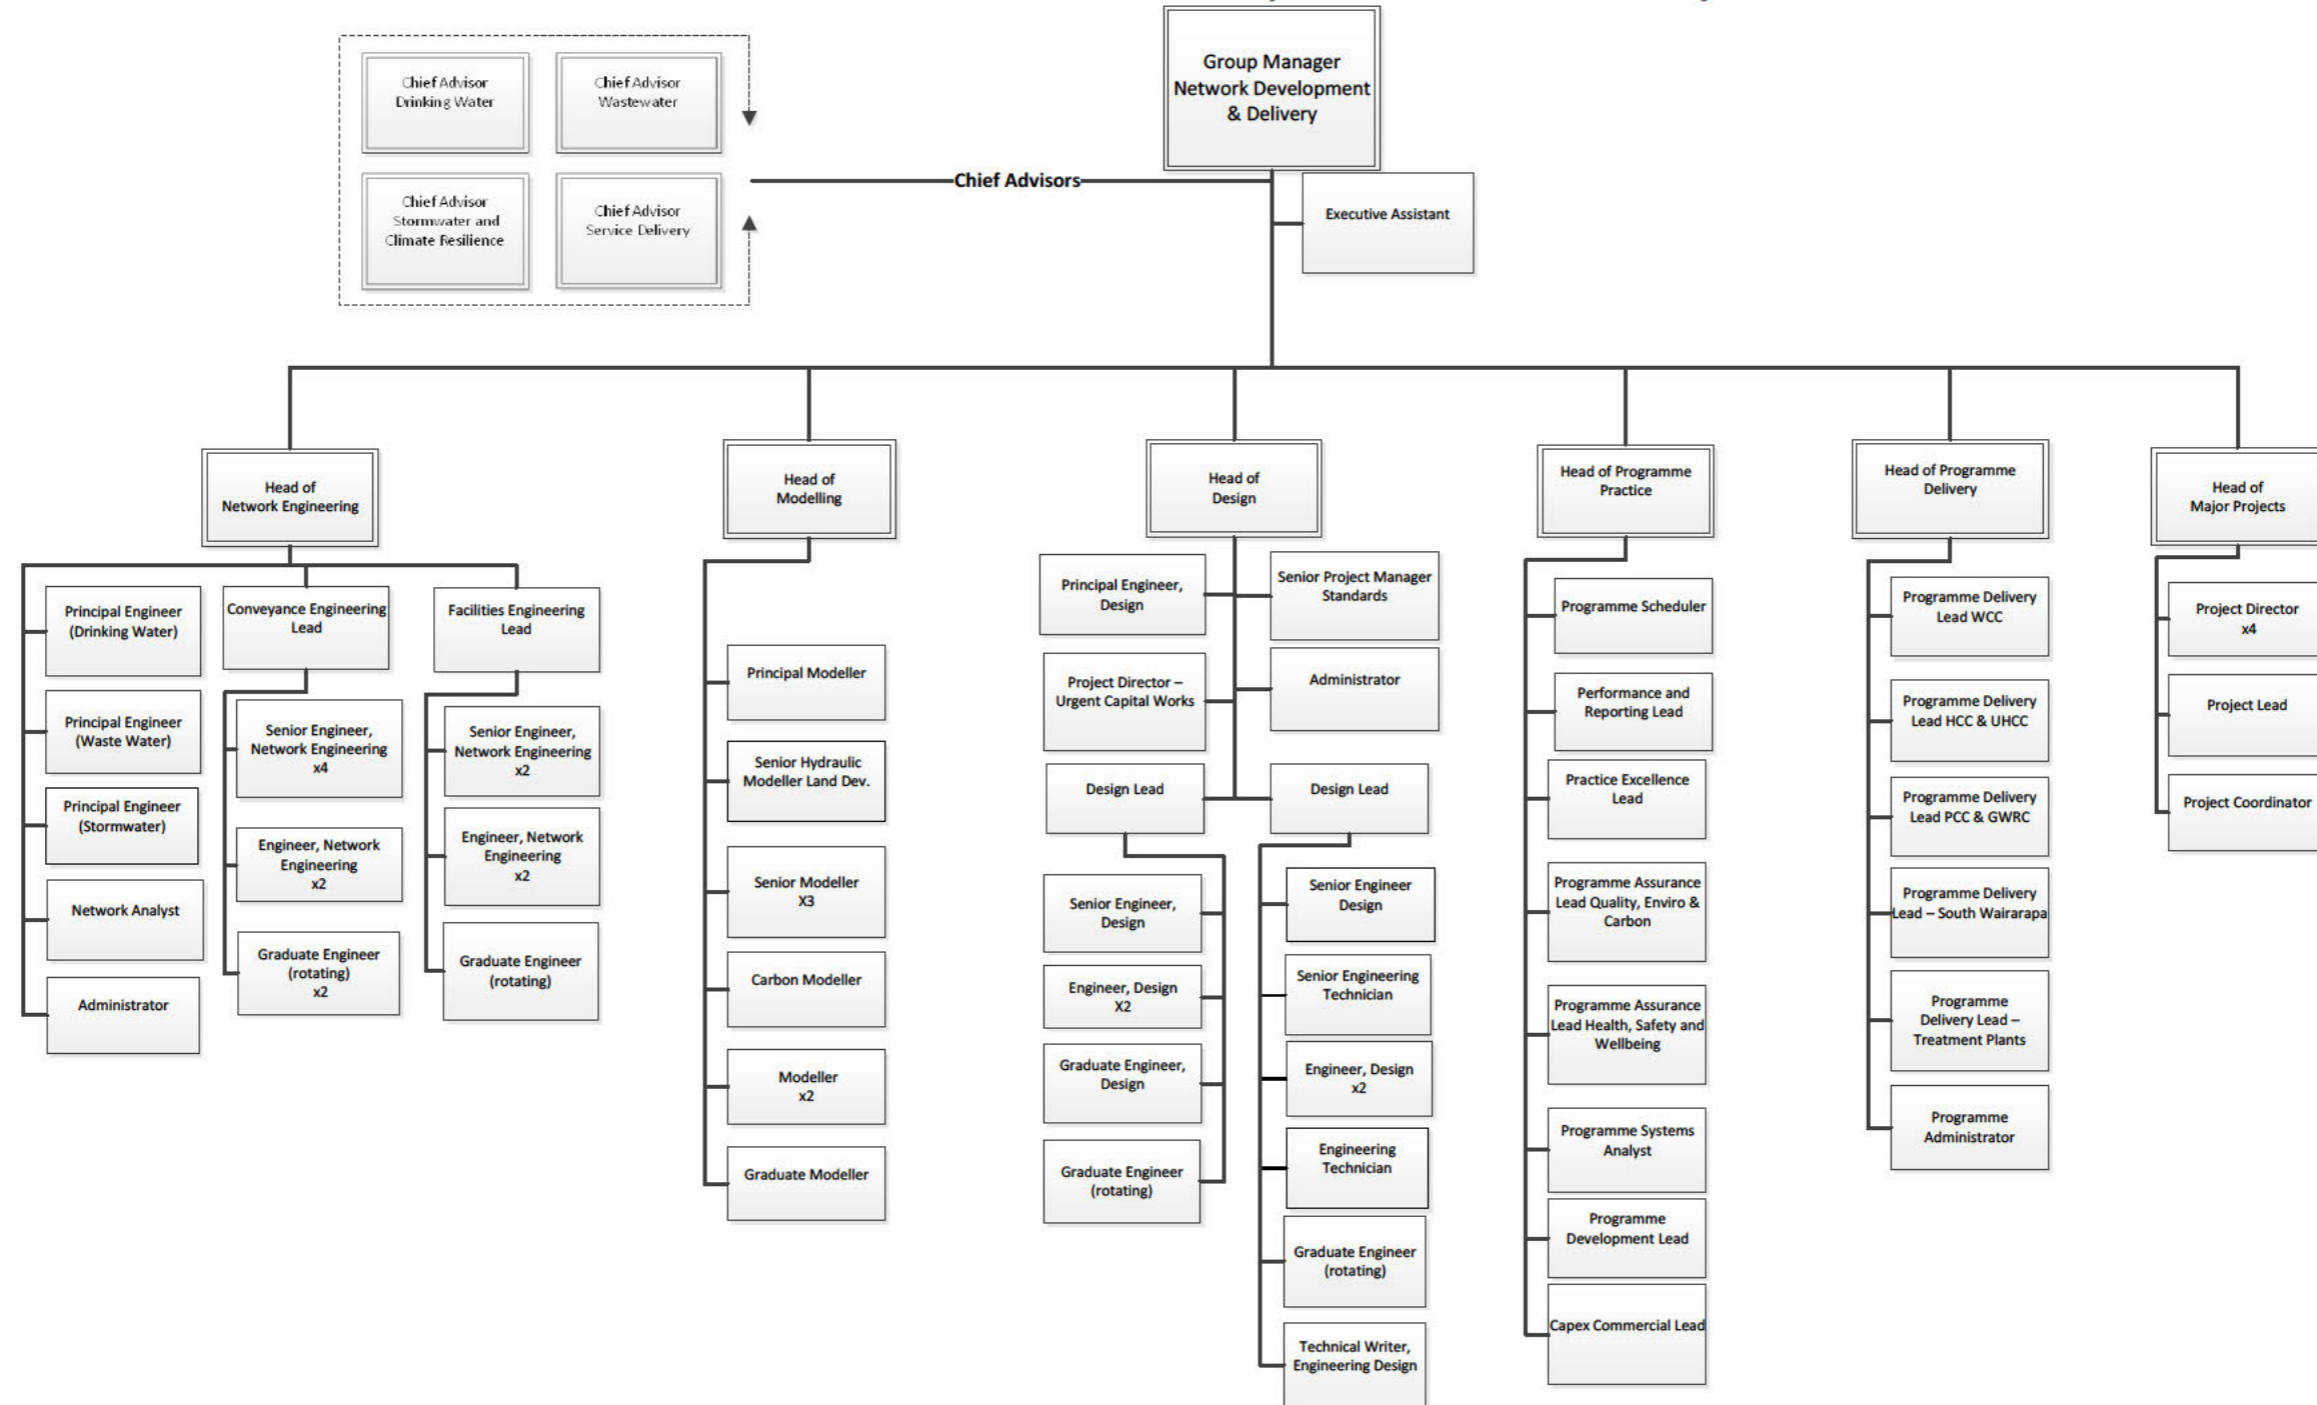 Group Manager
Network Development
& Delivery
Chief Advisor
Drinking Water
Chief Advisor
Wastewater
Chief Advisor
Stormwater and
Climate Resilience
Chief Advisor
Service Delivery
Chief Advisors
Executive Assistant
Head of
Network Engineering
Principal Engineer
(Drinking Water)
Principal Engineer
(Waste Water)
Principal Engineer
(Stormwater)
Network Analyst
Administrator
Conveyance Engineering
Lead
Senior Engineer,
Network Engineering
x4
Engineer, Network
Engineering
x2
Graduate Engineer
(rotating)
x2
Facilities Engineering
Lead
Senior Engineer,
Network Engineering
x2
Engineer, Network
Engineering
x2
Graduate Engineer
(rotating)
Head of
Modelling
Principal Modeller
Senior Hydraulic
Modeller Land Dev.
Senior Modeller
X3
Carbon Modeller
Modeller
x2
Graduate Modeller
Head of
Design
Principal Engineer,
Design
Senior Project Manager
Standards
Project Director –
Urgent Capital Works
Administrator
Design Lead
Senior Engineer,
Design
Engineer, Design
X2
Graduate Engineer,
Design
Graduate Engineer
(rotating)
Design Lead
Senior Engineer
Design
Senior Engineering
Technician
Engineer, Design
x2
Engineering
Technician
Graduate Engineer
(rotating)
Technical Writer,
Engineering Design
Head of Programme
Practice
Programme Scheduler
Performance and
Reporting Lead
Practice Excellence
Lead
Programme Assurance
Lead Quality, Enviro &
Carbon
Programme Assurance
Lead Health, Safety and
Wellbeing
Programme Systems
Analyst
Programme
Development Lead
Capex Commercial Lead
Head of Programme
Delivery
Programme Delivery
Lead WCC
Programme Delivery
Lead HCC & UHCC
Programme Delivery
Lead PCC & GWRC
Programme Delivery
Lead – South Wairarapa
Programme
Delivery Lead –
Treatment Plants
Programme
Administrator
Head of
Major Projects
Project Director
x4
Project Lead
Project Coordinator